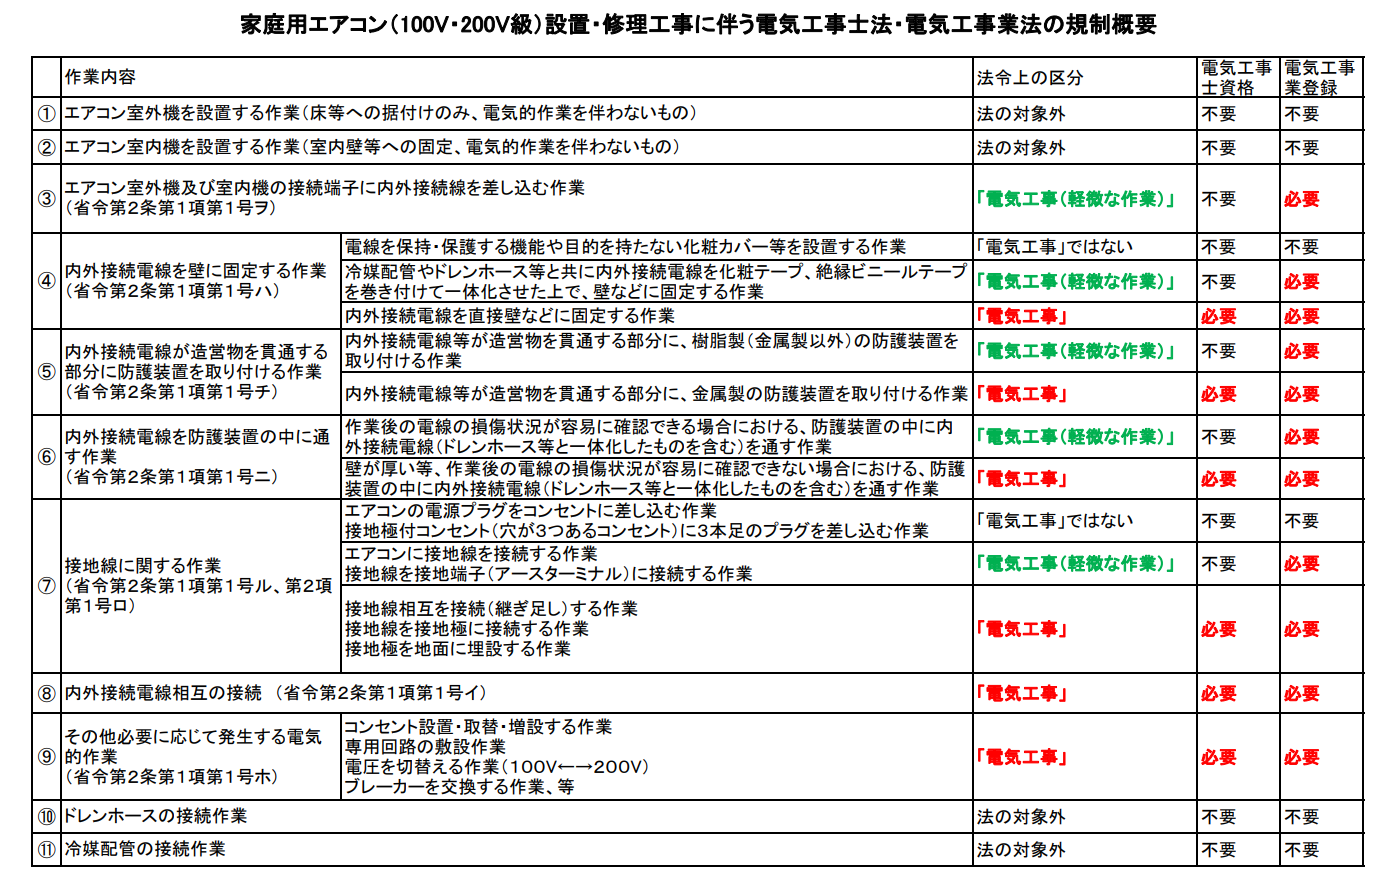 家庭用エアコン（100V・200V級）設置・修理工事に伴う電気工事士法・電気工事業法の規制概要
作業内容
法令上の区分
電気工事
士資格
電気工事
業登録
① エアコン室外機を設置する作業（床等への据付けのみ、電気的作業を伴わないもの） 法の対象外 不要 不要
② エアコン室内機を設置する作業（室内壁等への固定、電気的作業を伴わないもの） 法の対象外 不要 不要
③ エアコン室外機及び室内機の接続端子に内外接続線を差し込む作業
（省令第２条第１項第１号ヲ）
「電気工事（軽微な作業）」 不要 必要
④ 内外接続電線を壁に固定する作業
（省令第２条第１項第１号ハ）
電線を保持・保護する機能や目的を持たない化粧カバー等を設置する作業 「電気工事」ではない 不要 不要
冷媒配管やドレンホース等と共に内外接続電線を化粧テープ、絶縁ビニールテープ
を巻き付けて一体化させた上で、壁などに固定する作業
「電気工事（軽微な作業）」 不要 必要
内外接続電線を直接壁などに固定する作業 「電気工事」 必要 必要
⑤ 内外接続電線が造営物を貫通する
部分に防護装置を取り付ける作業
（省令第２条第１項第１号チ）
内外接続電線等が造営物を貫通する部分に、樹脂製（金属製以外）の防護装置を
取り付ける作業
「電気工事（軽微な作業）」 不要 必要
内外接続電線等が造営物を貫通する部分に、金属製の防護装置を取り付ける作業 「電気工事」 必要 必要
⑥ 内外接続電線を防護装置の中に通
す作業
（省令第２条第１項第１号ニ）
作業後の電線の損傷状況が容易に確認できる場合における、防護装置の中に内
外接続電線（ドレンホース等と一体化したものを含む）を通す作業
「電気工事（軽微な作業）」 不要 必要
壁が厚い等、作業後の電線の損傷状況が容易に確認できない場合における、防護
装置の中に内外接続電線（ドレンホース等と一体化したものを含む）を通す作業
「電気工事」 必要 必要
⑦ 接地線に関する作業
（省令第２条第１項第１号ル、第２項
第１号ロ）
エアコンの電源プラグをコンセントに差し込む作業
接地極付コンセント（穴が３つあるコンセント）に３本足のプラグを差し込む作業
「電気工事」ではない 不要 不要
エアコンに接地線を接続する作業
接地線を接地端子（アースターミナル）に接続する作業
「電気工事（軽微な作業）」 不要 必要
接地線相互を接続（継ぎ足し）する作業
接地線を接地極に接続する作業
接地極を地面に埋設する作業
「電気工事」 必要 必要
⑧ 内外接続電線相互の接続　（省令第２条第１項第１号イ） 「電気工事」 必要 必要
⑨ その他必要に応じて発生する電気
的作業
（省令第２条第１項第１号ホ）
コンセント設置・取替・増設する作業
専用回路の敷設作業
電圧を切替える作業（１００Ｖ←→２００Ｖ）
ブレーカーを交換する作業、等
「電気工事」 必要 必要
⑩ ドレンホースの接続作業 法の対象外 不要 不要
⑪ 冷媒配管の接続作業 法の対象外 不要 不要